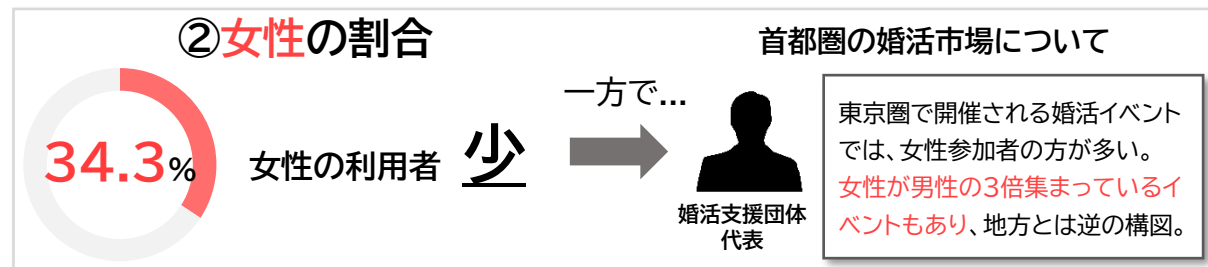 ②女性の割合
34.3%
女性の利用者 少
一方で...
首都圏の婚活市場について
婚活支援団体
代表
東京圏で開催される婚活イベント
では、女性参加者の方が多い。
女性が男性の3倍集まっているイ
ベントもあり、地方とは逆の構図。